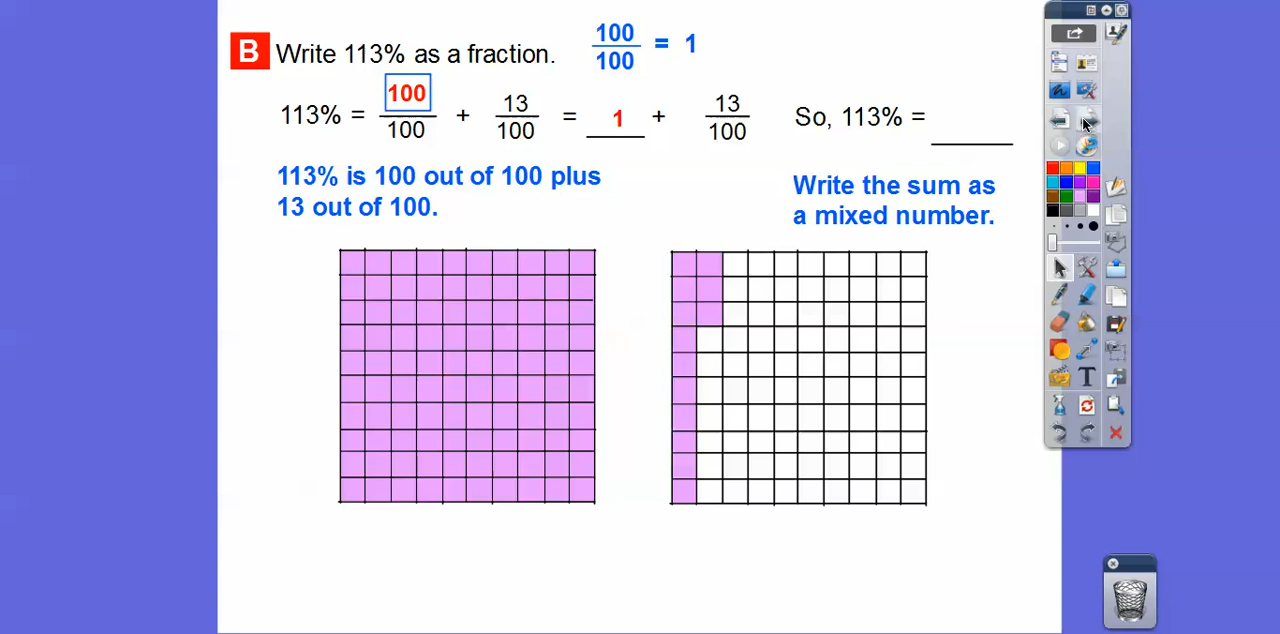 B Write 113% as a fraction. 100/100 = 1
113% = 100/100 + 13/100 = 1 + 13/100 So, 113% = ____
113% is 100 out of 100 plus
13 out of 100.
Write the sum as
a mixed number.
T